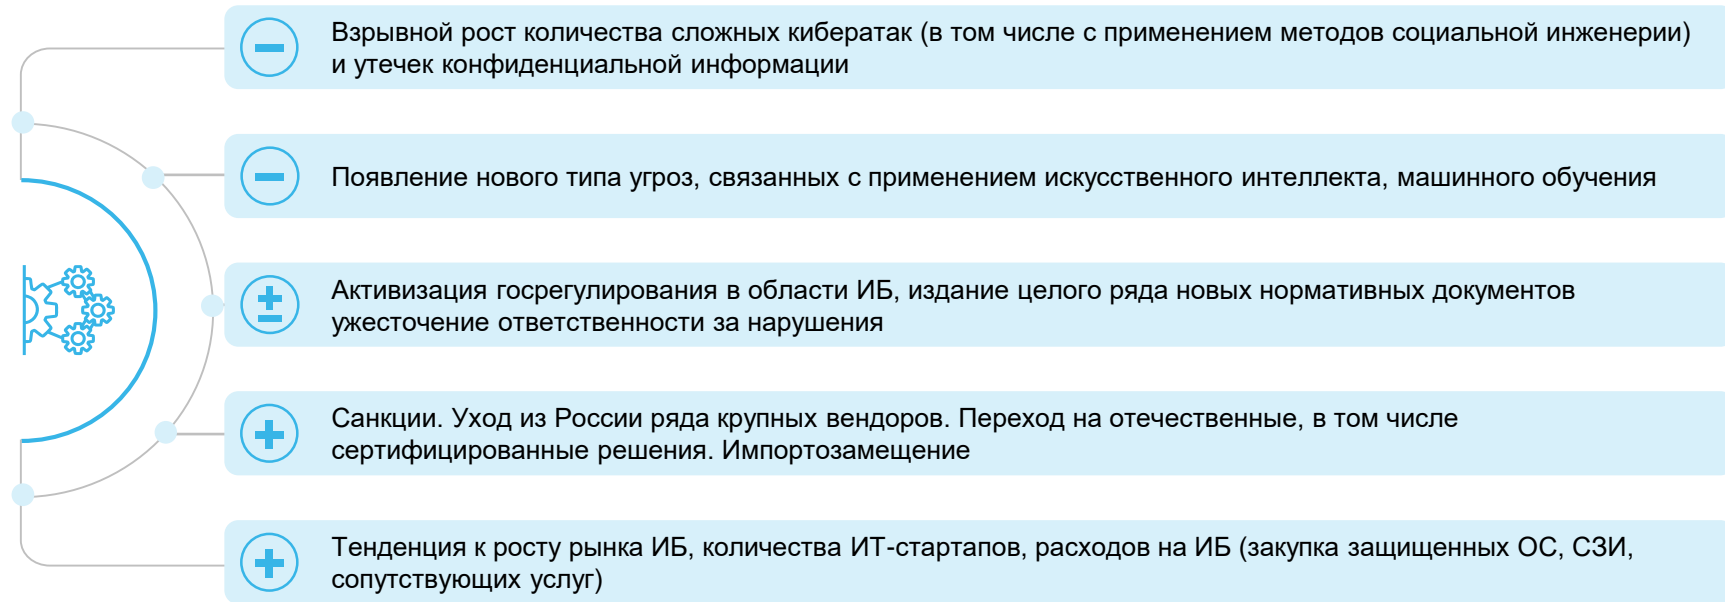 Взрывной рост количества сложных кибератак (в том числе с применением методов социальной инженерии)
и утечек конфиденциальной информации
Появление нового типа угроз, связанных с применением искусственного интеллекта, машинного обучения
Активизация госрегулирования в области ИБ, издание целого ряда новых нормативных документов
ужесточение ответственности за нарушения
Санкции. Уход из России ряда крупных вендоров. Переход на отечественные, в том числе
сертифицированные решения. Импортозамещение
Тенденция к росту рынка ИБ, количества ИТ-стартапов, расходов на ИБ (закупка защищенных ОС, СЗИ,
сопутствующих услуг)